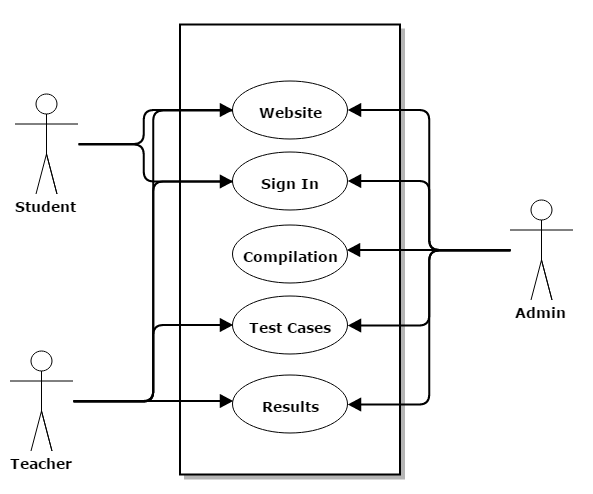 Website
Sign In
Student
Compilation
Admin
Test Cases
Results
Teacher